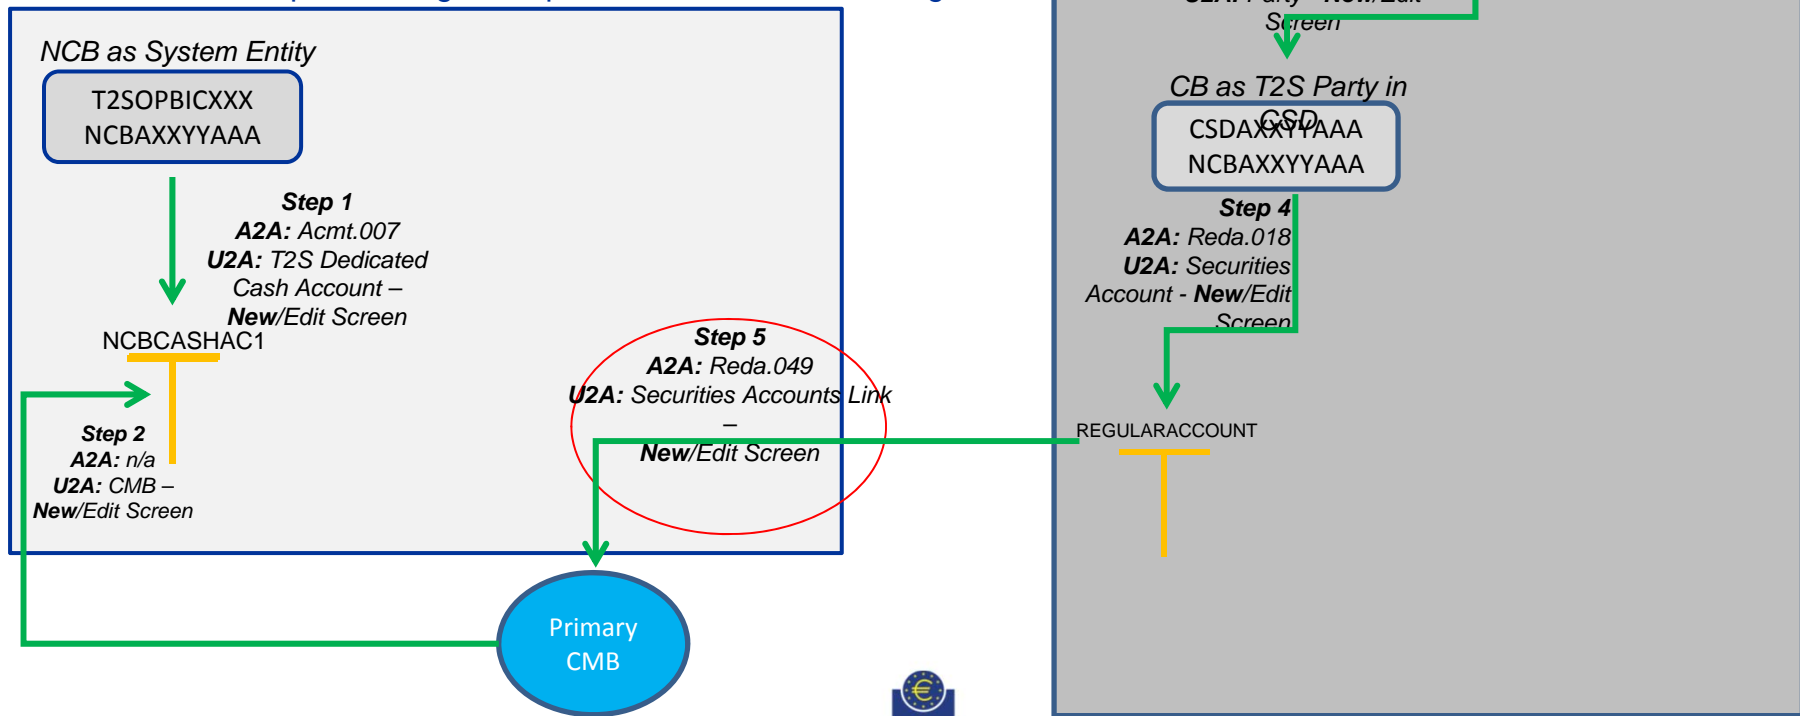 Screen
NCB as System Entity
T2SOPBICXXX
NCBAXXYYAAA
Step 1
A2A: Acmt.007
U2A: T2S Dedicated
Cash Account –
New/Edit Screen
NCBCASHAC1
Step 2
A2A: n/a
U2A: CMB –
New/Edit Screen
Step 5
A2A: Reda.049
U2A: Securities Accounts Link
–
New/Edit Screen
Primary
CMB
CB as T2S Party in
CSD
CSDAXXYYAAA
NCBAXXYYAAA
Step 4
A2A: Reda.018
U2A: Securities
Account - New/Edit
Screen
REGULARACCOUNT